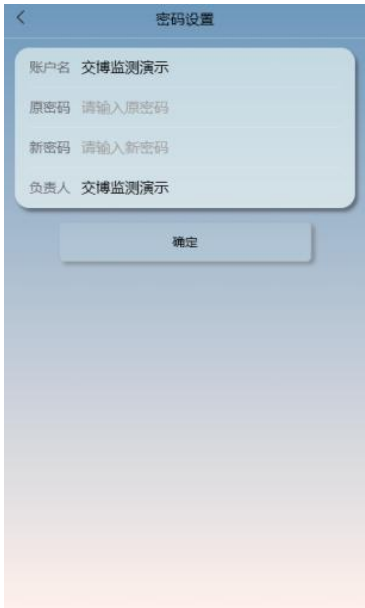 密码设置
账户名 交博监测演示
原密码 请输入原密码
新密码 请输入新密码
负责人 交博监测演示
确定